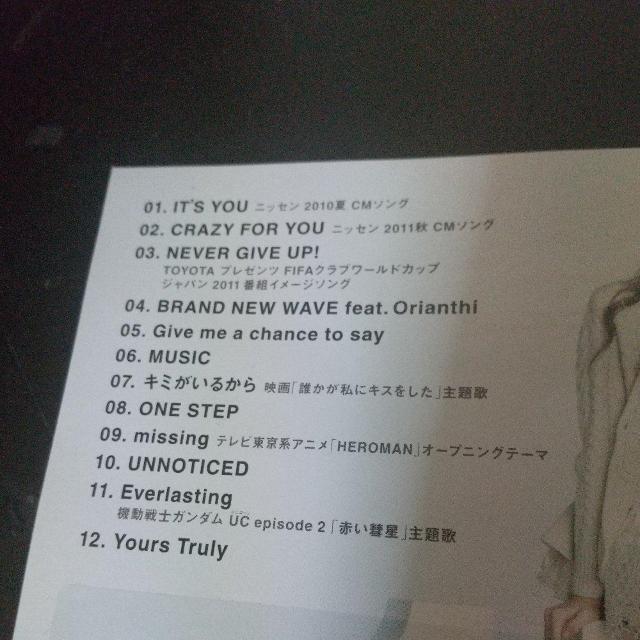 01. IT'S YOU ニッセン 2010夏 CMソング
02. CRAZY FOR YOU ニッセン 2011秋 CMソング
03. NEVER GIVE UP!
TOYOTA プレゼンツ FIFAクラブワールドカップ
ジャパン 2011 番組イメージソング
04. BRAND NEW WAVE feat. Orianthi
05. Give me a chance to say
06. MUSIC
07. キミがいるから 映画「誰かが私にキスをした」主題歌
08. ONE STEP
09. missing テレビ東京系アニメ「HEROMAN」オープニングテーマ
10. UNNOTICED
11. Everlasting
機動戦士ガンダム UC episode 2「赤い彗星」主題歌
12. Yours Truly